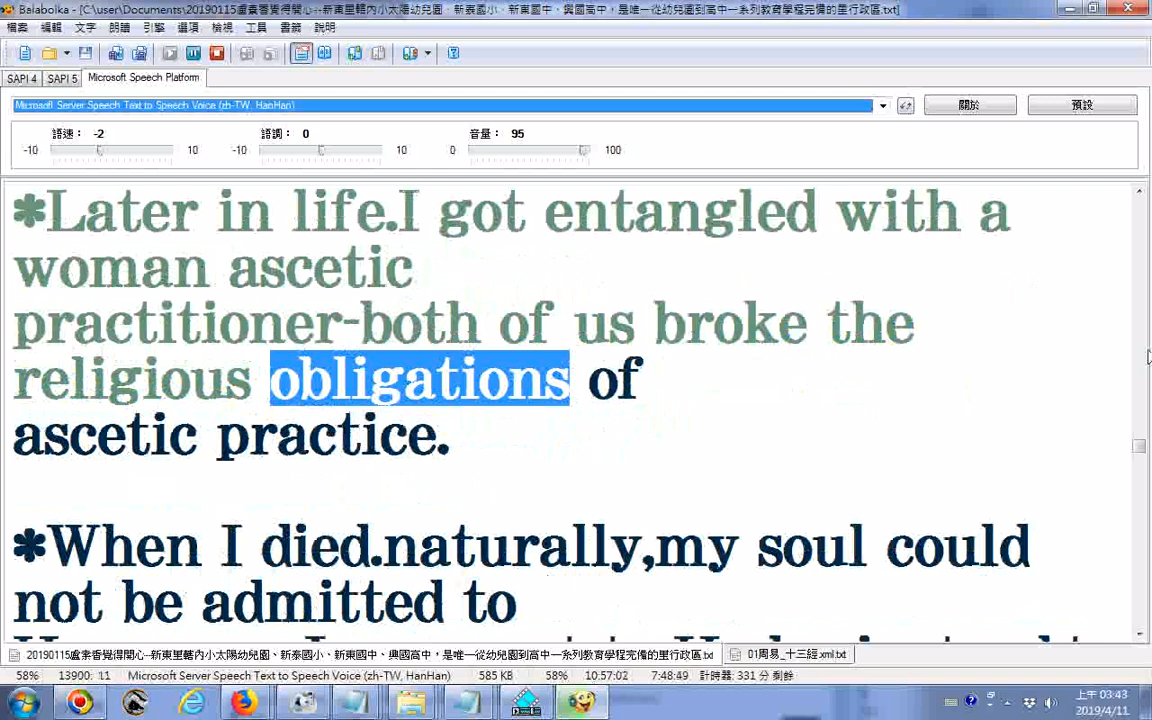 Balabolka - [C:\user\Documents\20190115盧素香覺得開心--新東里轄內小太陽幼兒園、新泰國小、新東國中、興國高中，是唯一從幼兒園到高中一系列教育學程完備的里行政區.txt]
檔案 編輯 文字 朗讀 引擎 選項 檢視 工具 書籤 說明
SAPI 4 SAPI 5 Microsoft Speech Platform
Microsoft Server Speech Text to Speech Voice (zh-TW, HanHan)
關於 預設
語速： -2 語調： 0 音量： 95
-10 10 -10 10 0 100
*Later in life.I got entangled with a
woman ascetic
practitioner-both of us broke the
religious obligations of
ascetic practice.
*When I died.naturally,my soul could
not be admitted to
20190115盧素香覺得開心--新東里轄內小太陽幼兒園、新泰國小、新東國中、興國高中，是唯一從幼兒園到高中一系列教育學程完備的里行政區.txt 01周易_十三經.xml.txt
58% 13900: 11 Microsoft Server Speech Text to Speech Voice (zh-TW, HanHan) 585 KB 58% 10:57:02 7:48:49 計時器: 331 分 剩餘
上午 03:43
2019/4/11